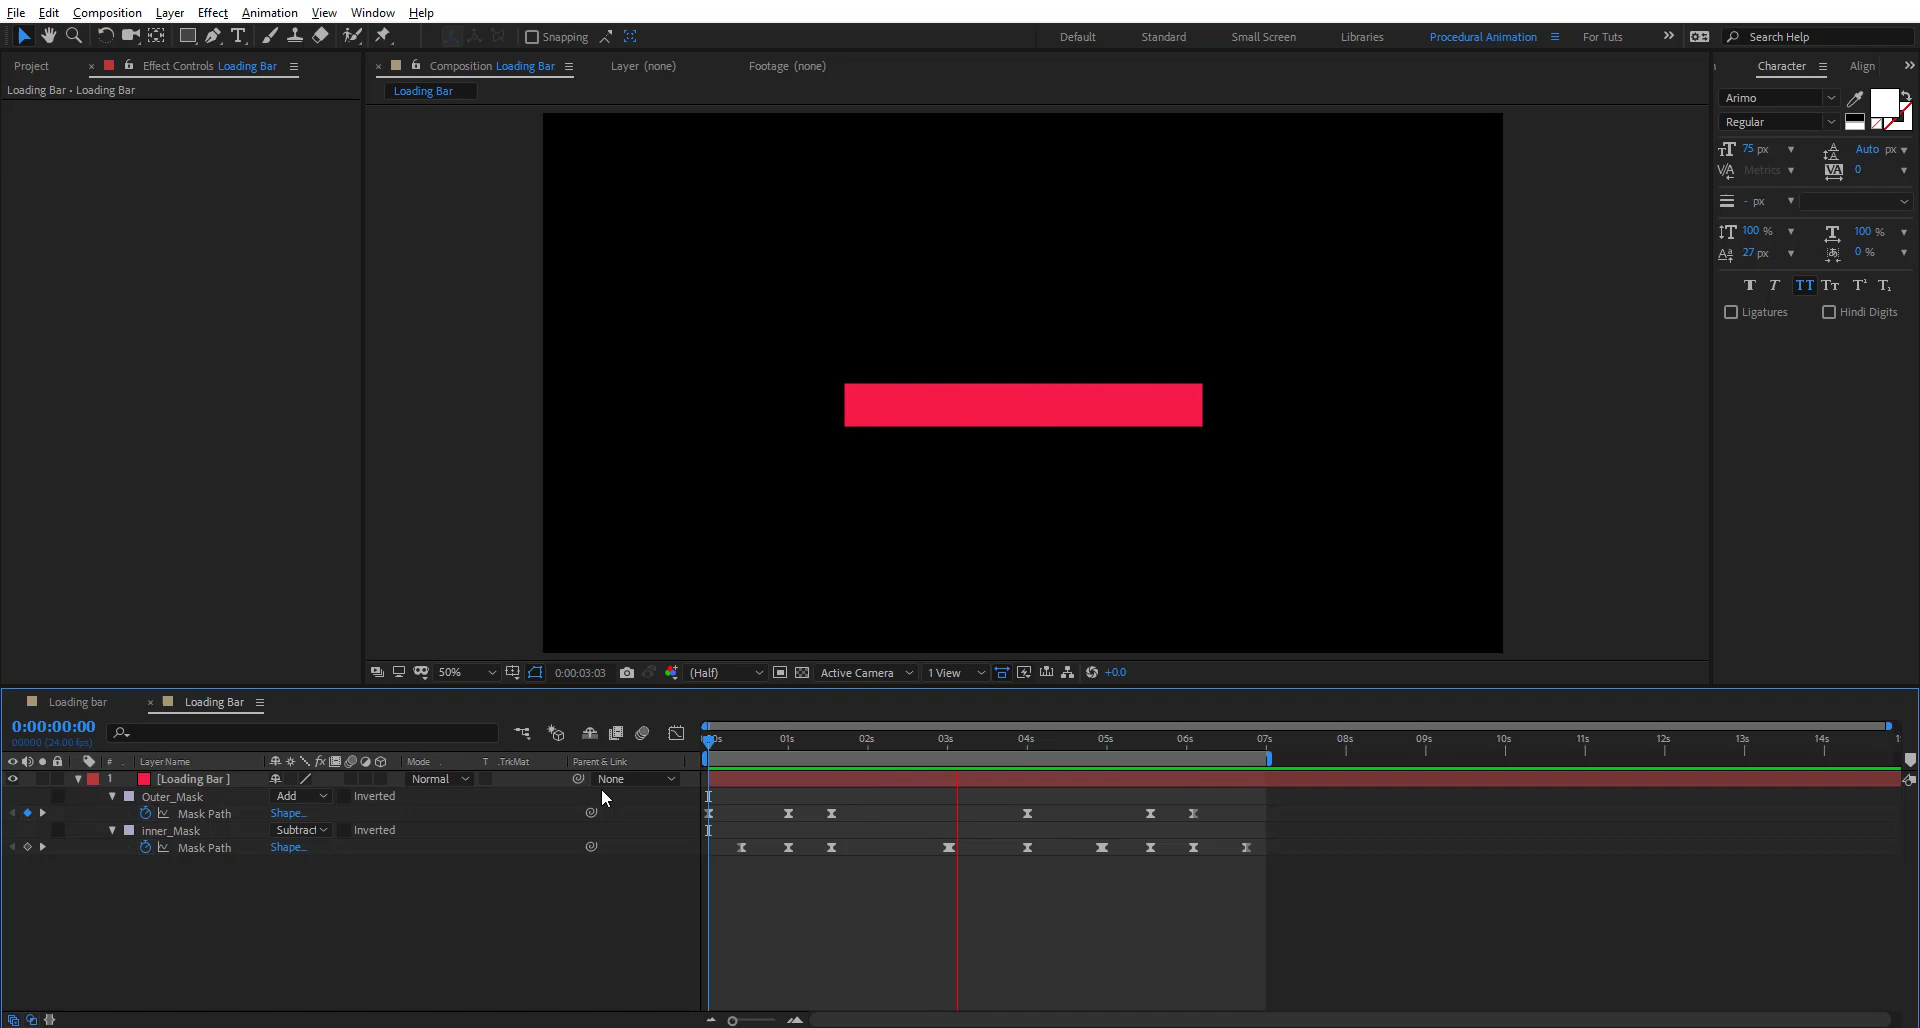 File Edit Composition Layer Effect Animation View Window Help
Snapping Default Standard Small Screen Libraries Procedural Animation For Tuts Search Help
Project Effect Controls Loading Bar Composition Loading Bar Layer (none) Footage (none) Character Align
Loading Bar • Loading Bar
Loading Bar
Arimo
Regular
75 px Auto px
Metrics 0
- px
100 % 100 %
27 px 0 %
Ligatures Hindi Digits
50% 0:00:03:03 (Half) Active Camera 1 View +0.0
Loading bar Loading Bar
0:00:00:00
00000 (24.00 fps)
01s 02s 03s 04s 05s 06s 07s 08s 09s 10s 11s 12s 13s 14s
# Layer Name Mode T .TrkMat Parent & Link
1 [Loading Bar ] Normal None
Outer_Mask Add Inverted
Mask Path Shape...
inner_Mask Subtract Inverted
Mask Path Shape...